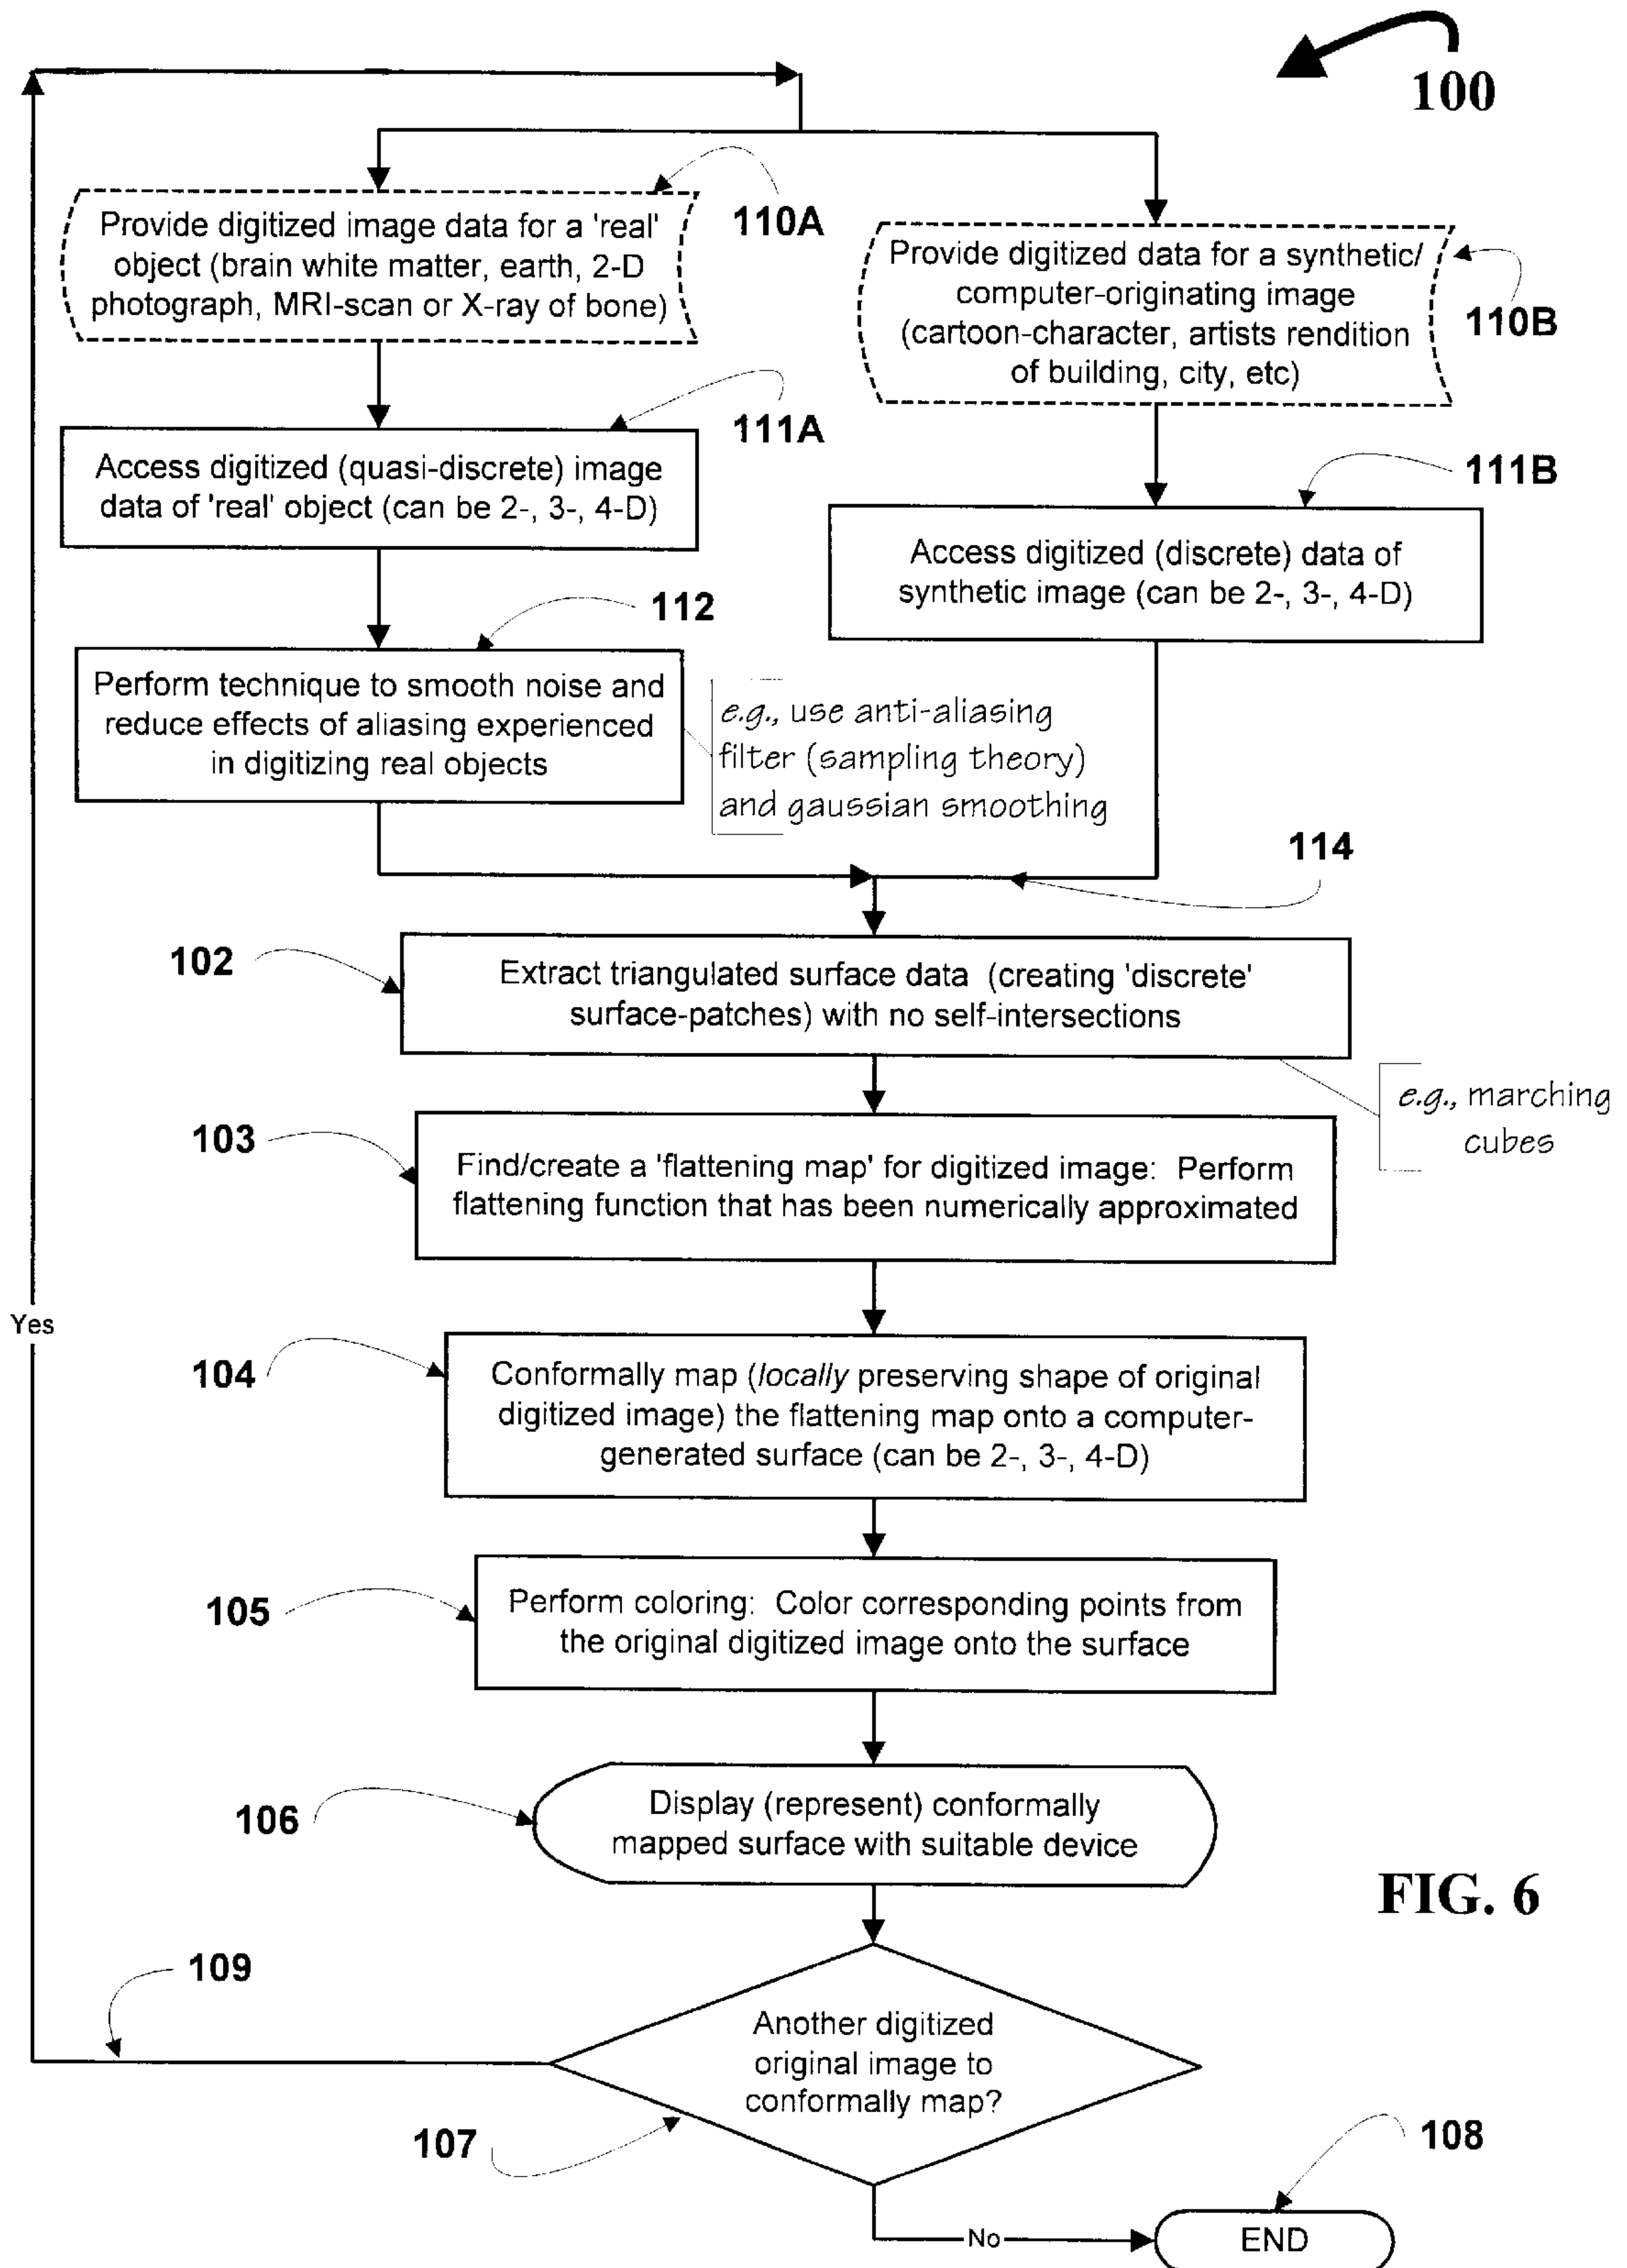 100
Provide digitized image data for a 'real'
object (brain white matter, earth, 2-D
photograph, MRI-scan or X-ray of bone)
110A
Provide digitized data for a synthetic/
computer-originating image
(cartoon-character, artists rendition
of building, city, etc)
110B
111A
Access digitized (quasi-discrete) image
data of 'real' object (can be 2-, 3-, 4-D)
111B
Access digitized (discrete) data of
synthetic image (can be 2-, 3-, 4-D)
112
Perform technique to smooth noise and
reduce effects of aliasing experienced
in digitizing real objects
e.g., use anti-aliasing
filter (sampling theory)
and gaussian smoothing
114
102
Extract triangulated surface data (creating 'discrete'
surface-patches) with no self-intersections
e.g., marching
cubes
103
Find/create a 'flattening map' for digitized image: Perform
flattening function that has been numerically approximated
Yes
104
Conformally map (locally preserving shape of original
digitized image) the flattening map onto a computer-
generated surface (can be 2-, 3-, 4-D)
105
Perform coloring: Color corresponding points from
the original digitized image onto the surface
106
Display (represent) conformally
mapped surface with suitable device
FIG. 6
109
Another digitized
original image to
conformally map?
107
108
No
END